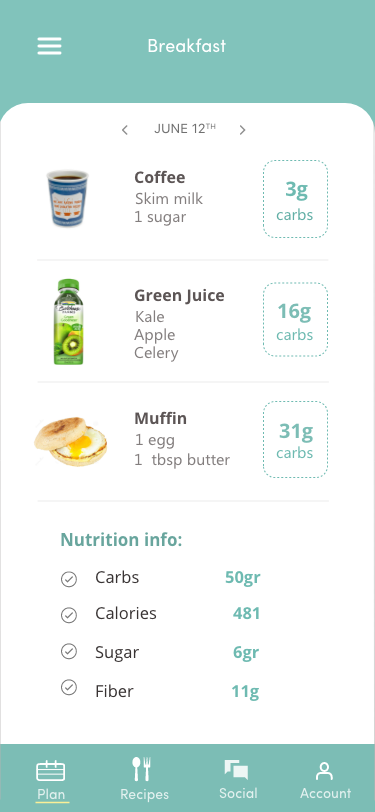 Breakfast
JUNE 12TH
Coffee
Skim milk
1 sugar
3g
carbs
Green Juice
Kale
Apple
Celery
16g
carbs
Muffin
1 egg
1 tbsp butter
31g
carbs
Nutrition info:
Carbs 50gr
Calories 481
Sugar 6gr
Fiber 11g
Plan
Recipes
Social
Account